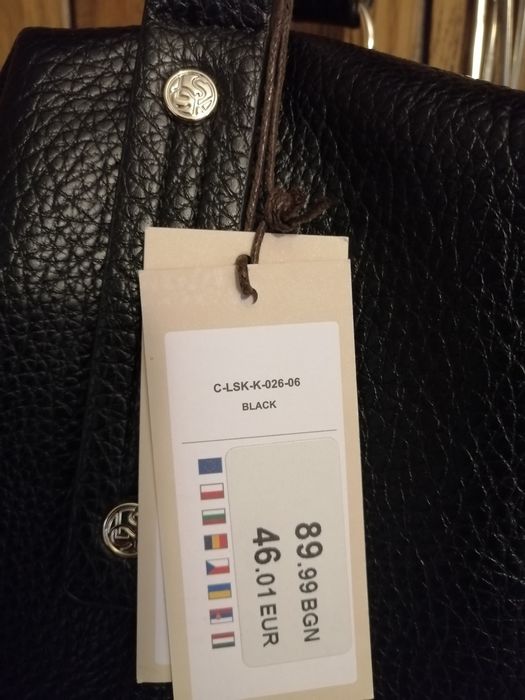 C-LSK-K-026-06
BLACK
89.99 BGN
46.01 EUR